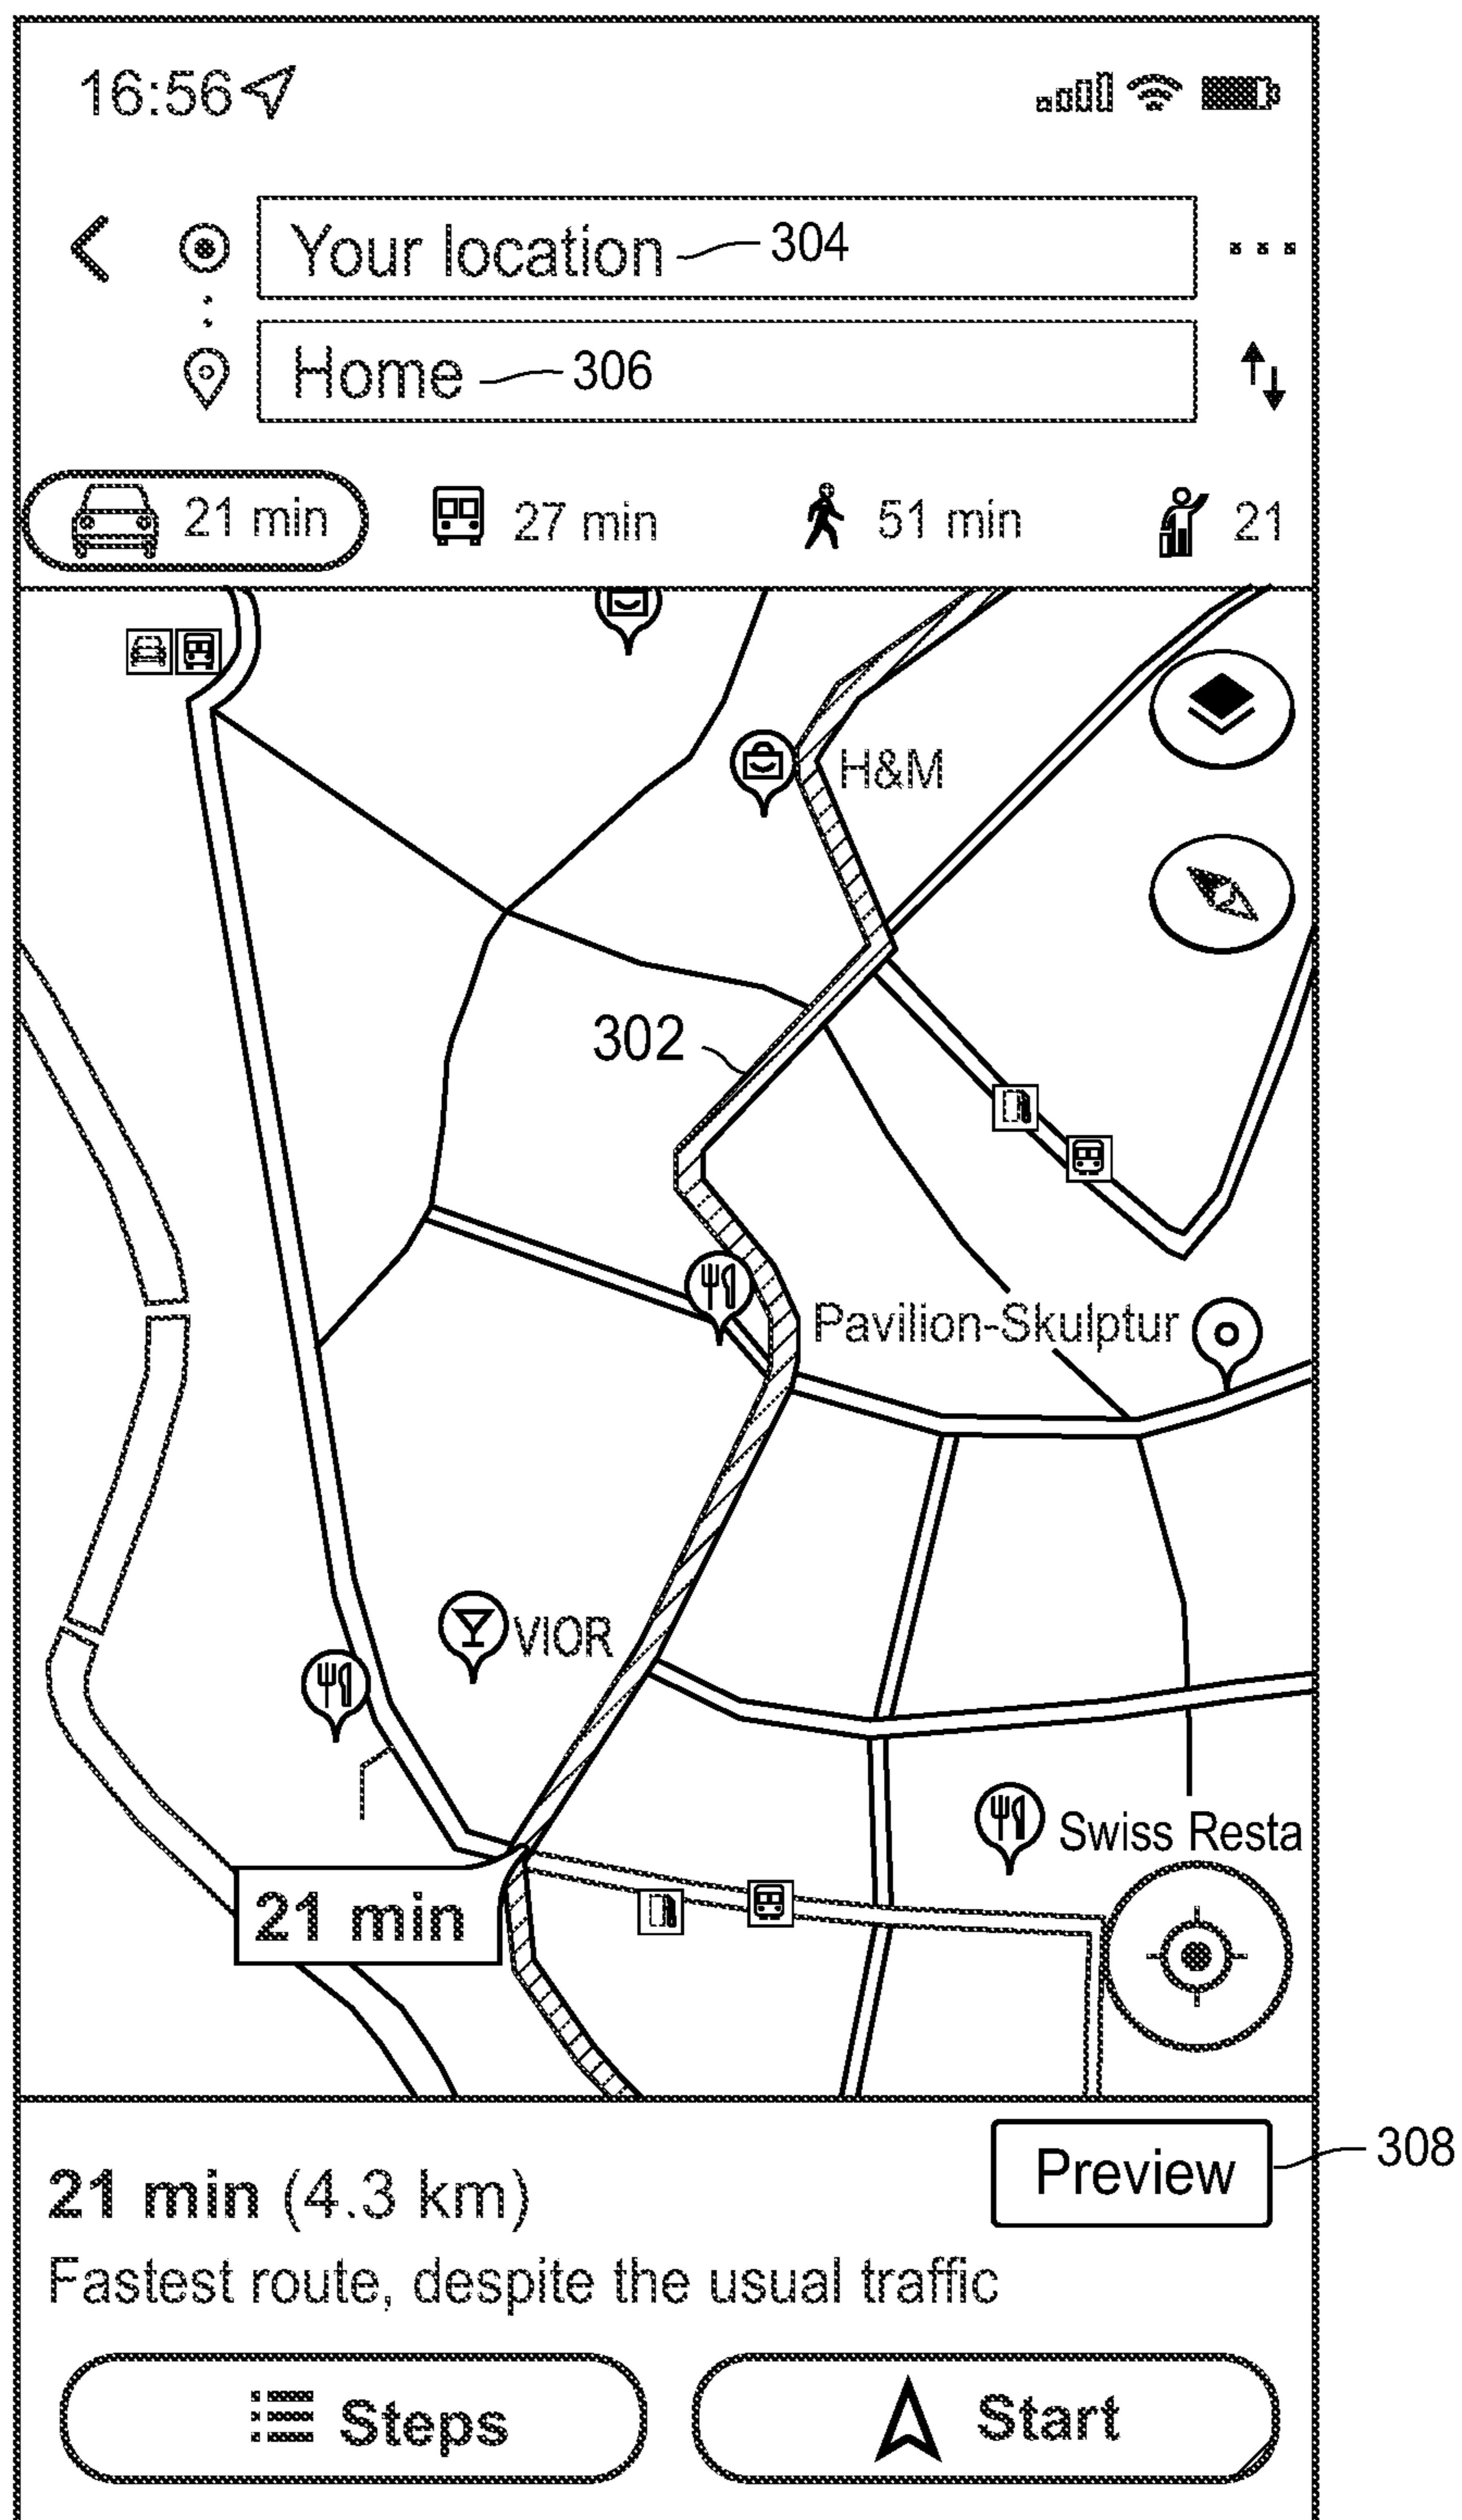 16:56
Your location 304
Home 306
21 min 27 min 51 min 21
H&M
302
Pavilion-Skulptur
VIOR
Swiss Resta
21 min
Preview 308
21 min (4.3 km)
Fastest route, despite the usual traffic
Steps Start